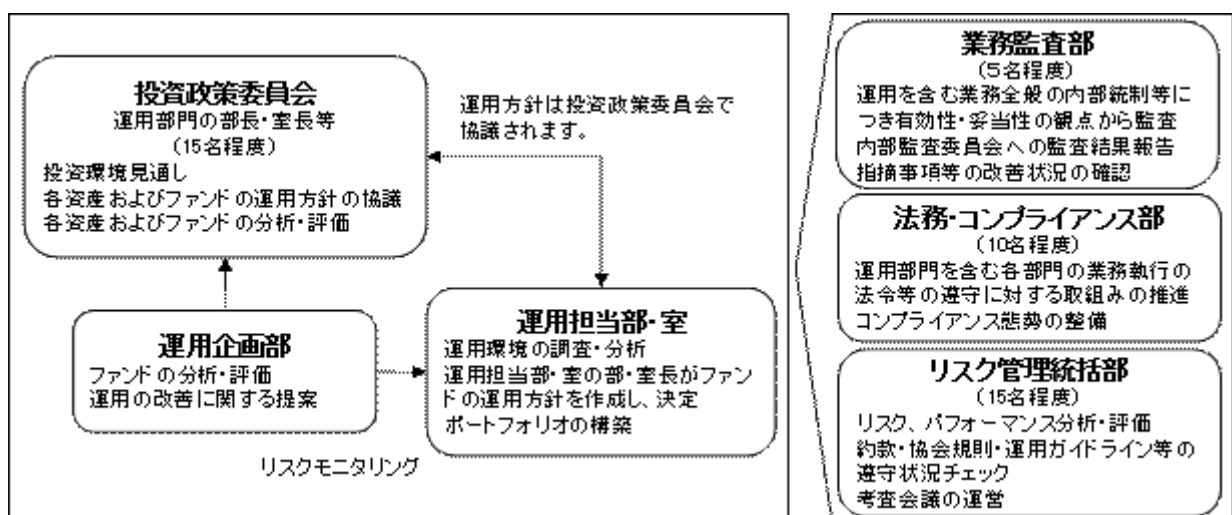 投資政策委員会
運用部門の部長・室長等
(15名程度)
投資環境見通し
各資産およびファンドの運用方針の協議
各資産およびファンドの分析・評価
運用方針は投資政策委員会で
協議されます。
運用企画部
ファンドの分析・評価
運用の改善に関する提案
運用担当部・室
運用環境の調査・分析
運用担当部・室の部・室長がファン
ドの運用方針を作成し、決定
ポートフォリオの構築
リスクモニタリング
業務監査部
(5名程度)
運用を含む業務全般の内部統制等に
つき有効性・妥当性の観点から監査
内部監査委員会への監査結果報告
指摘事項等の改善状況の確認
法務・コンプライアンス部
(10名程度)
運用部門を含む各部門の業務執行の
法令等の遵守に対する取組みの推進
コンプライアンス態勢の整備
リスク管理統括部
(15名程度)
リスク、パフォーマンス分析・評価
約款・協会規則・運用ガイドライン等の
遵守状況チェック
考査会議の運営